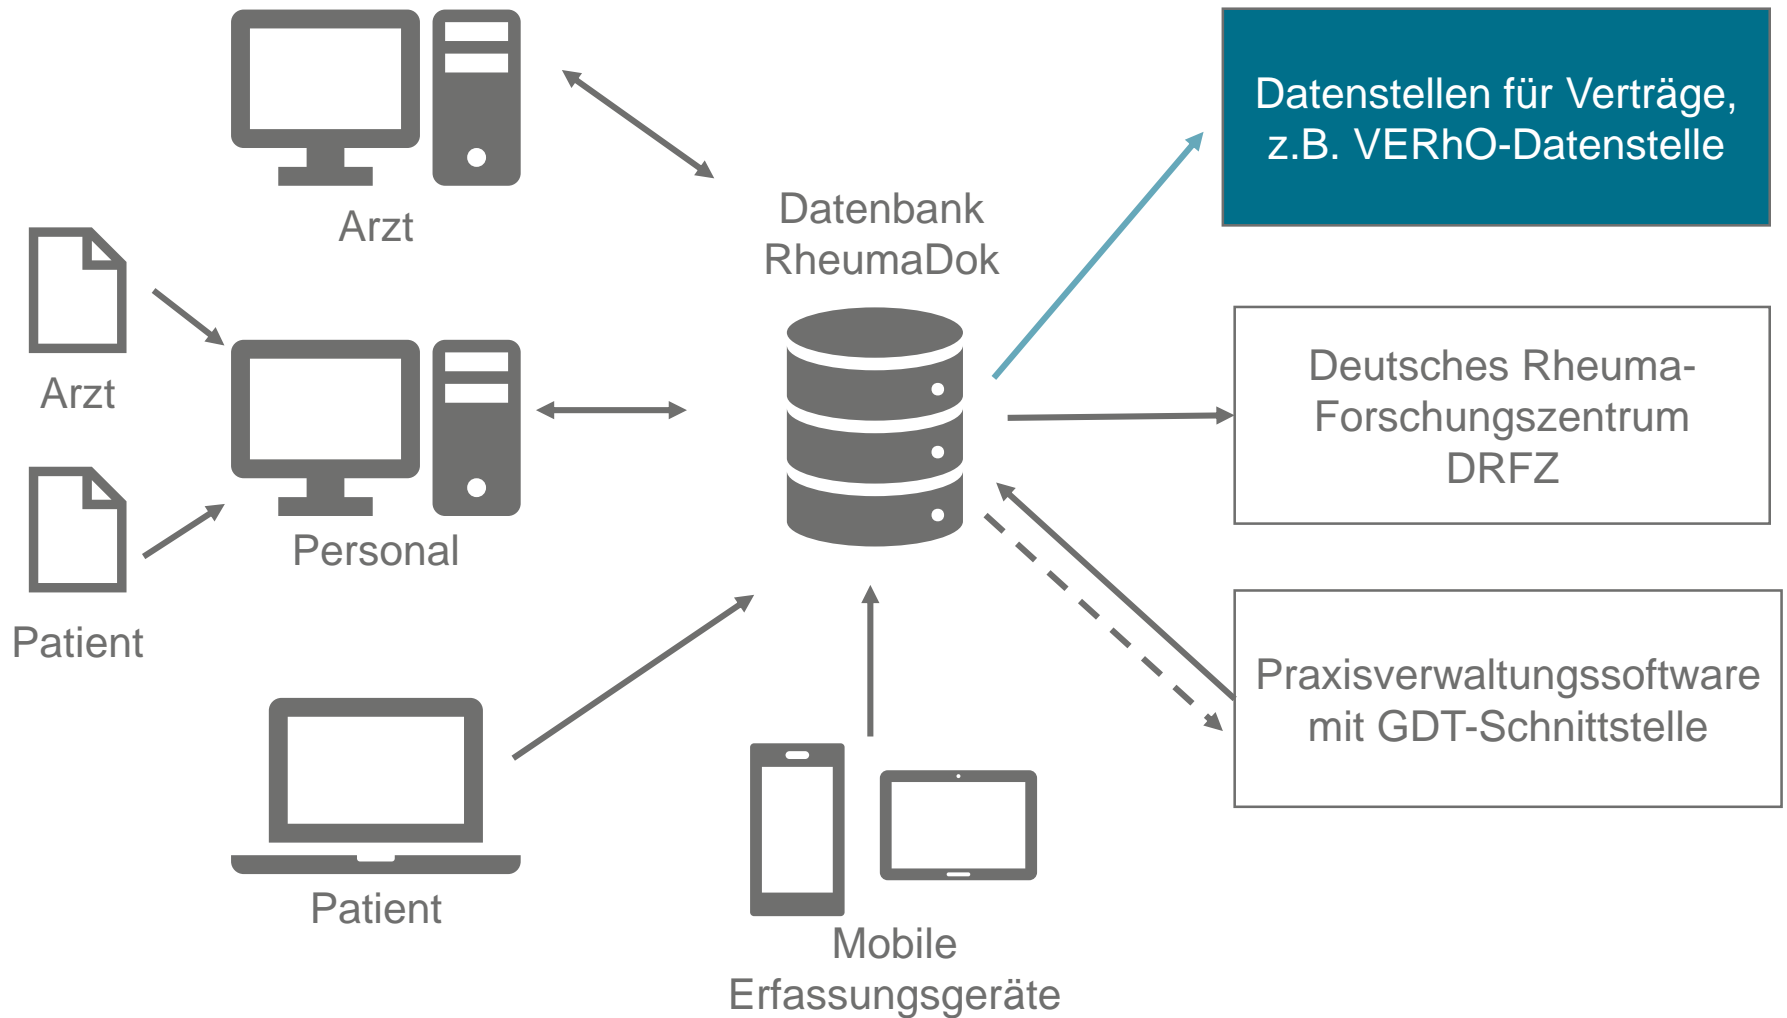 Arzt
Arzt
Personal
Patient
Patient
Datenbank
RheumaDok
Mobile
Erfassungsgeräte
Datenstellen für Verträge,
z.B. VERhO-Datenstelle
Deutsches Rheuma-
Forschungszentrum
DRFZ
Praxisverwaltungssoftware
mit GDT-Schnittstelle